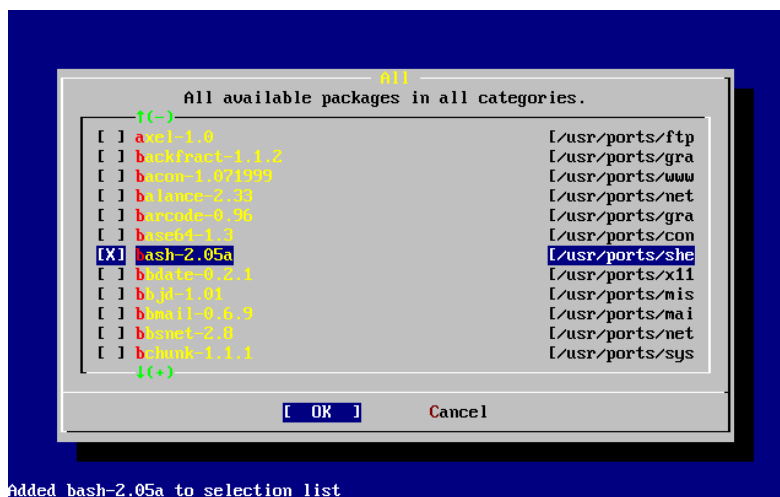 All
All available packages in all categories.
↑(-)
[ ] axel-1.0 [/usr/ports/ftp
[ ] backfract-1.1.2 [/usr/ports/gra
[ ] bacon-1.071999 [/usr/ports/www
[ ] balance-2.33 [/usr/ports/net
[ ] barcode-0.96 [/usr/ports/gra
[ ] base64-1.3 [/usr/ports/con
[X] bash-2.05a [/usr/ports/she
[ ] bbdate-0.2.1 [/usr/ports/x11
[ ] bbjd-1.01 [/usr/ports/mis
[ ] bbmail-0.6.9 [/usr/ports/mai
[ ] bbsnet-2.8 [/usr/ports/net
[ ] bchunk-1.1.1 [/usr/ports/sys
↓(+)
[ OK ] Cancel
Added bash-2.05a to selection list